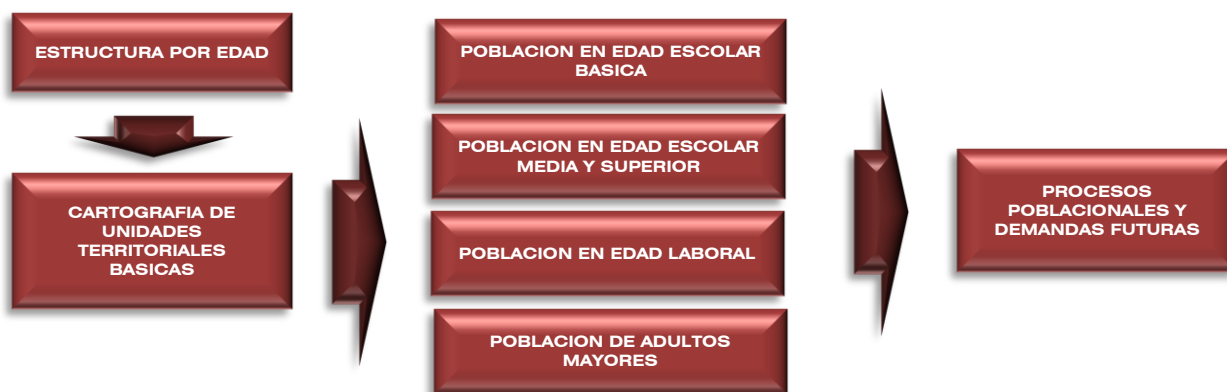 ESTRUCTURA POR EDAD
CARTOGRAFIA DE
UNIDADES
TERRITORIALES
BASICAS
POBLACION EN EDAD ESCOLAR
BASICA
POBLACION EN EDAD ESCOLAR
MEDIA Y SUPERIOR
POBLACION EN EDAD LABORAL
POBLACION DE ADULTOS
MAYORES
PROCESOS
POBLACIONALES Y
DEMANDAS FUTURAS